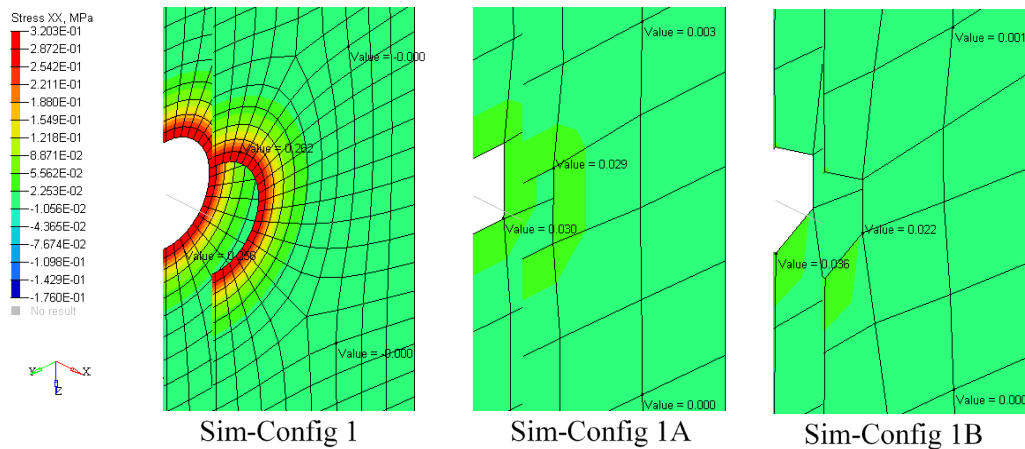 Stress XX, MPa
3.203E-01
2.872E-01
2.542E-01
2.211E-01
1.880E-01
1.549E-01
1.218E-01
8.871E-02
5.562E-02
2.253E-02
-1.056E-02
-4.365E-02
-7.674E-02
-1.098E-01
-1.429E-01
-1.760E-01
No result
Y X
Z
Value = -0.000
Value = 0.262
Value =
Value = -0.000
Sim-Config 1
Value = 0.003
Value = 0.029
Value = 0.030
Value = 0.000
Sim-Config 1A
Value = 0.001
Value = 0.022
Value = 0.036
Value = 0.000
Sim-Config 1B